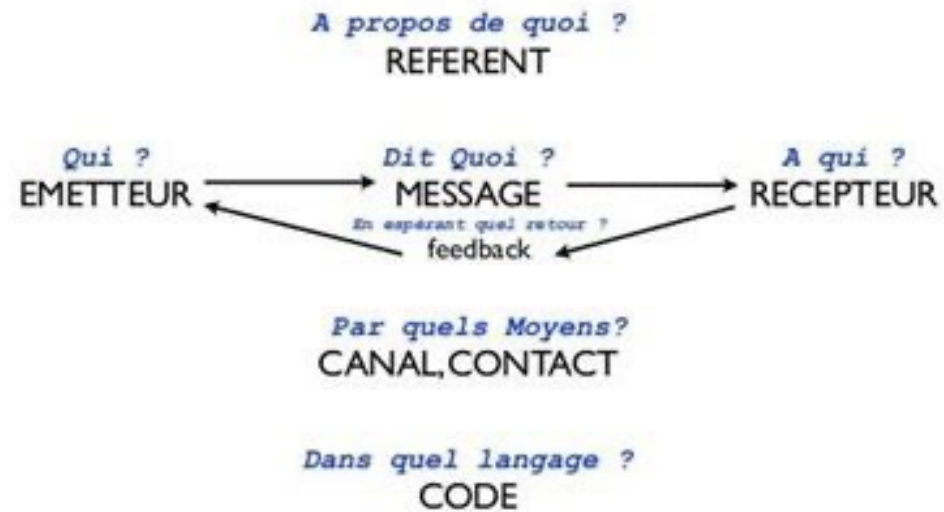 A propos de quoi ?
REFERENT
Qui ? Dit Quoi ? A qui ?
EMETTEUR MESSAGE RECEPTEUR
En espérant quel retour ?
feedback
Par quels Moyens?
CANAL,CONTACT
Dans quel langage ?
CODE